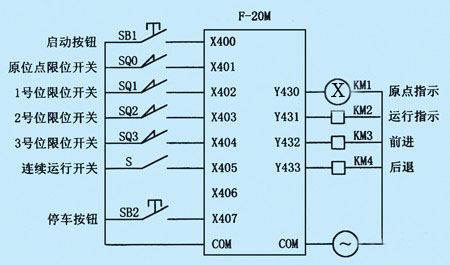 F-20M
启动按钮 SB1 X400
原位点限位开关 SQ0 X401
1号位限位开关 SQ1 X402 Y430 X KM1 原点指示
2号位限位开关 SQ2 X403 Y431 KM2 运行指示
3号位限位开关 SQ3 X404 Y432 KM3 前进
连续运行开关 S X405 Y433 KM4 后退
X406
停车按钮 SB2 X407
COM COM ~